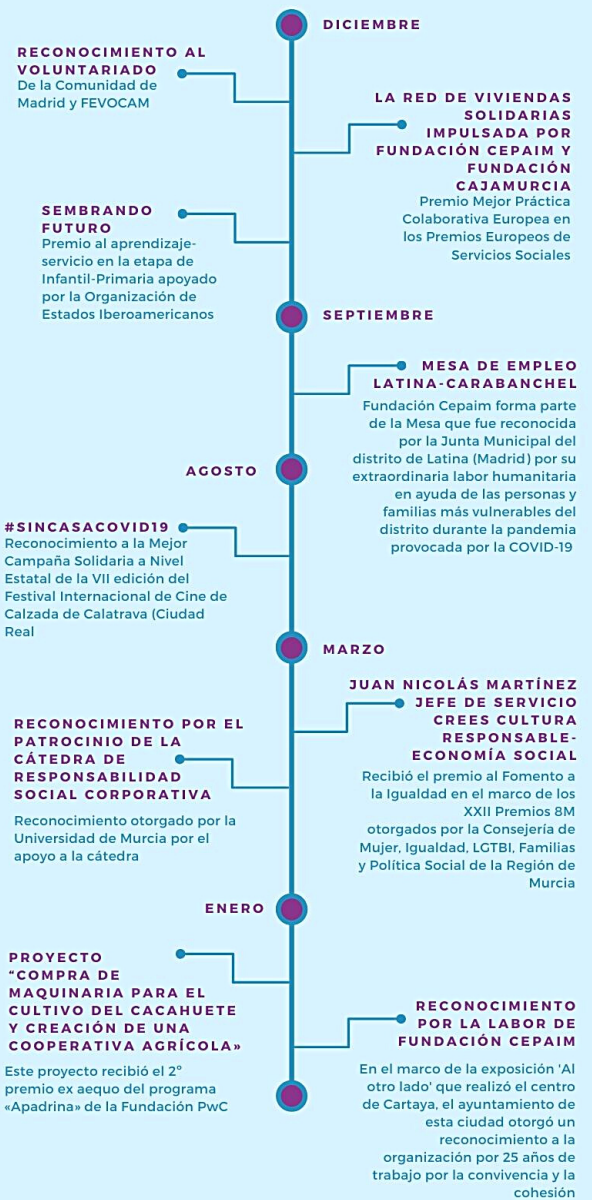 DICIEMBRE
RECONOCIMIENTO AL
VOLUNTARIADO
De la Comunidad de
Madrid y FEVOCAM
LA RED DE VIVIENDAS
SOLIDARIAS
IMPULSADA POR
FUNDACIÓN CEPAIM Y
FUNDACIÓN
CAJAMURCIA
Premio Mejor Práctica
Colaborativa Europea en
los Premios Europeos de
Servicios Sociales
SEMBRANDO
FUTURO
Premio al aprendizaje-
servicio en la etapa de
Infantil-Primaria apoyado
por la Organización de
Estados Iberoamericanos
SEPTIEMBRE
MESA DE EMPLEO
LATINA-CARABANCHEL
Fundación Cepaim forma parte
de la Mesa que fue reconocida
por la Junta Municipal del
distrito de Latina (Madrid) por su
extraordinaria labor humanitaria
en ayuda de las personas y
familias más vulnerables del
distrito durante la pandemia
provocada por la COVID-19
AGOSTO
#SINCASACOVID19
Reconocimiento a la Mejor
Campaña Solidaria a Nivel
Estatal de la VII edición del
Festival Internacional de Cine de
Calzada de Calatrava (Ciudad
Real
MARZO
JUAN NICOLÁS MARTÍNEZ
JEFE DE SERVICIO
CREES CULTURA
RESPONSABLE-
ECONOMÍA SOCIAL
Recibió el premio al Fomento a
la Igualdad en el marco de los
XXII Premios 8M
otorgados por la Consejería de
Mujer, Igualdad, LGTBI, Familias
y Política Social de la Región de
Murcia
RECONOCIMIENTO POR EL
PATROCINIO DE LA
CÁTEDRA DE
RESPONSABILIDAD
SOCIAL CORPORATIVA
Reconocimiento otorgado por la
Universidad de Murcia por el
apoyo a la cátedra
ENERO
PROYECTO
“COMPRA DE
MAQUINARIA PARA EL
CULTIVO DEL CACAHUETE
Y CREACIÓN DE UNA
COOPERATIVA AGRÍCOLA»
Este proyecto recibió el 2º
premio ex aequo del programa
«Apadrina» de la Fundación PwC
RECONOCIMIENTO
POR LA LABOR DE
FUNDACIÓN CEPAIM
En el marco de la exposición 'Al
otro lado' que realizó el centro
de Cartaya, el ayuntamiento de
esta ciudad otorgó un
reconocimiento a la
organización por 25 años de
trabajo por la convivencia y la
cohesión